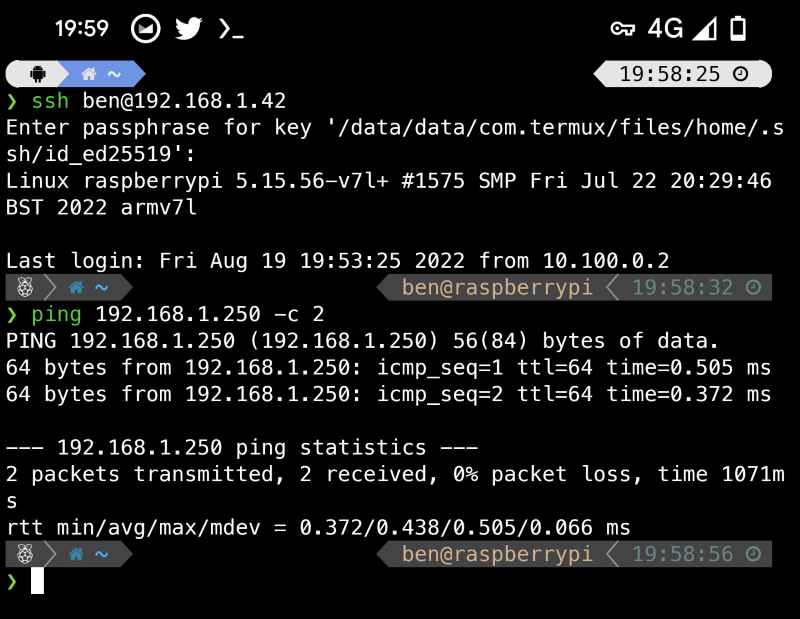 19:59 4G
~ 19:58:25
❯ ssh ben@192.168.1.42
Enter passphrase for key '/data/data/com.termux/files/home/.s
sh/id_ed25519':
Linux raspberrypi 5.15.56-v7l+ #1575 SMP Fri Jul 22 20:29:46
BST 2022 armv7l
Last login: Fri Aug 19 19:53:25 2022 from 10.100.0.2
~ ben@raspberrypi 19:58:32
❯ ping 192.168.1.250 -c 2
PING 192.168.1.250 (192.168.1.250) 56(84) bytes of data.
64 bytes from 192.168.1.250: icmp_seq=1 ttl=64 time=0.505 ms
64 bytes from 192.168.1.250: icmp_seq=2 ttl=64 time=0.372 ms
--- 192.168.1.250 ping statistics ---
2 packets transmitted, 2 received, 0% packet loss, time 1071m
s
rtt min/avg/max/mdev = 0.372/0.438/0.505/0.066 ms
~ ben@raspberrypi 19:58:56
❯